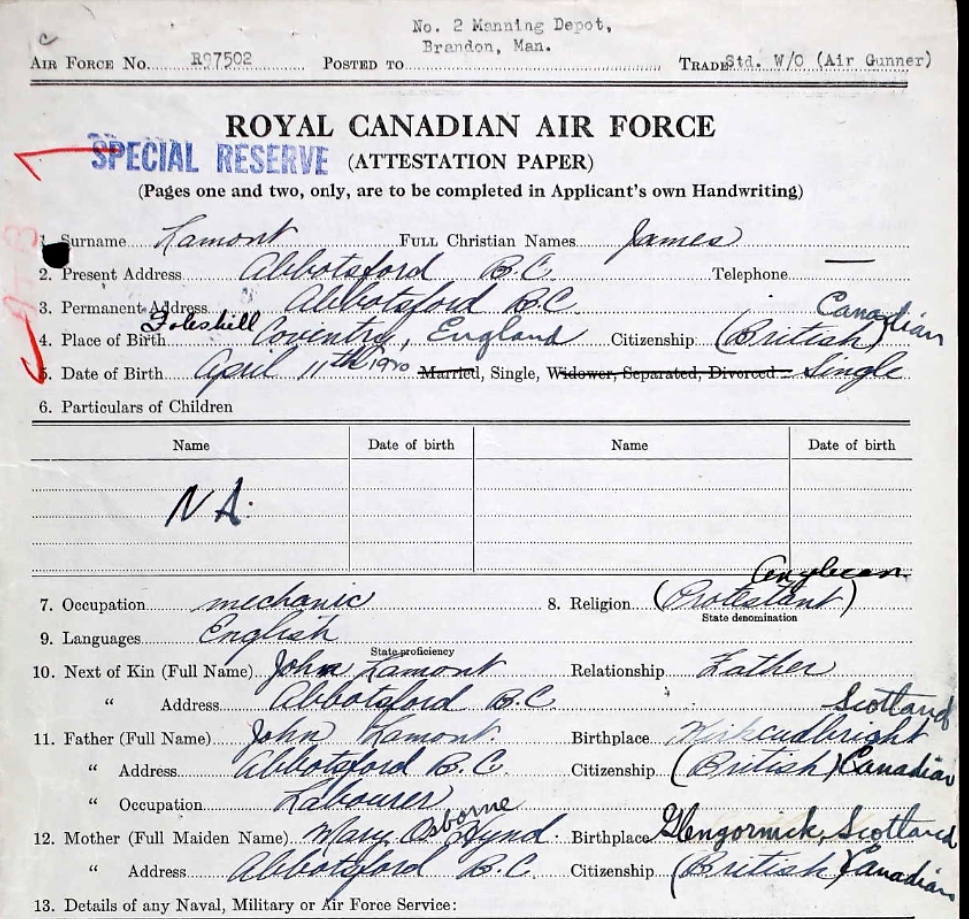 No. 2 Manning Depot,
Brandon, Man.
AIR FORCE No. R97502 POSTED TO TRADE Std. W/O (Air Gunner)
ROYAL CANADIAN AIR FORCE
SPECIAL RESERVE (ATTESTATION PAPER)
(Pages one and two, only, are to be completed in Applicant's own Handwriting)
1. Surname Lamont FULL Christian Names James
2. Present Address Abbotsford B.C. Telephone —
3. Permanent Address Abbotsford B.C. Canadian
4. Place of Birth Foleshill Coventry, England Citizenship (British)
5. Date of Birth April 11th 1920 Married, Single, Widower, Separated, Divorced Single
6. Particulars of Children
Name Date of birth Name Date of birth
N A.
Anglican
7. Occupation mechanic 8. Religion (Protestant)
State denomination
9. Languages English
State proficiency
10. Next of Kin (Full Name) John Lamont Relationship Father
" Address Abbotsford B.C. Scotland
11. Father (Full Name) John Lamont Birthplace Kirkcudbright
" Address Abbotsford B.C. Citizenship (British) Canadian
" Occupation Labourer
12. Mother (Full Maiden Name) Mary Osborne Hynd. Birthplace Glengormick, Scotland
" Address Abbotsford B.C. Citizenship (British) Canadian
13. Details of any Naval, Military or Air Force Service: